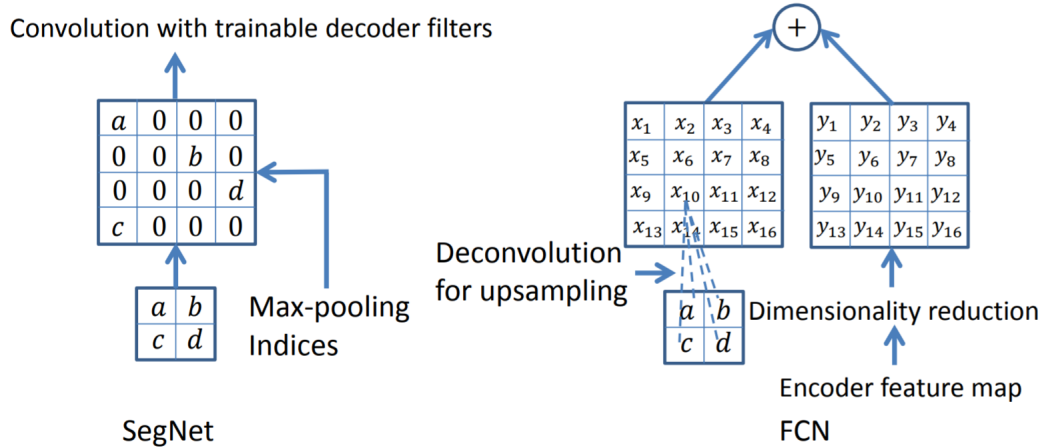 Convolution with trainable decoder filters
a 0 0 0
0 0 b 0
0 0 0 d
c 0 0 0
a b
c d
Max-pooling
Indices
SegNet
+
x₁ x₂ x₃ x₄
x₅ x₆ x₇ x₈
x₉ x₁₀ x₁₁ x₁₂
x₁₃ x₁₄ x₁₅ x₁₆
y₁ y₂ y₃ y₄
y₅ y₆ y₇ y₈
y₉ y₁₀ y₁₁ y₁₂
y₁₃ y₁₄ y₁₅ y₁₆
Deconvolution
for upsampling
a b
c d
Dimensionality reduction
Encoder feature map
FCN